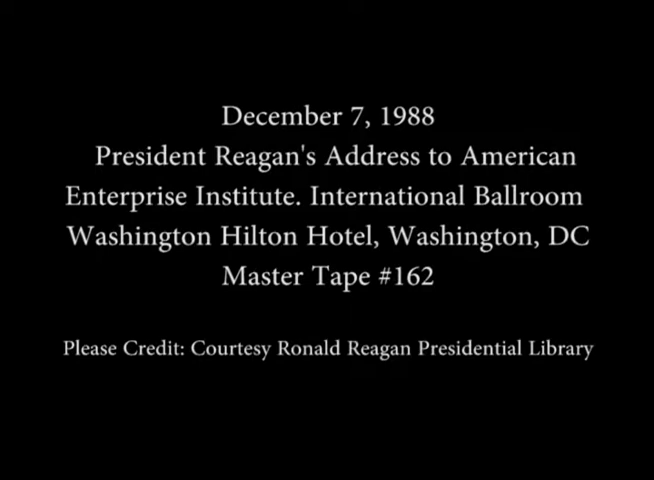 December 7, 1988
President Reagan's Address to American
Enterprise Institute. International Ballroom
Washington Hilton Hotel, Washington, DC
Master Tape #162
Please Credit: Courtesy Ronald Reagan Presidential Library